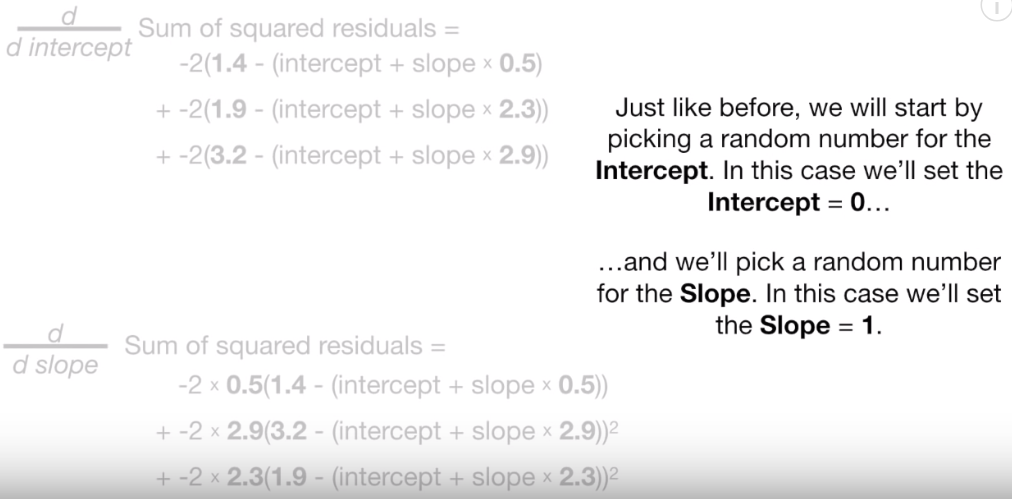 d
d intercept
Sum of squared residuals =
-2(1.4 - (intercept + slope × 0.5)
+ -2(1.9 - (intercept + slope × 2.3))
+ -2(3.2 - (intercept + slope × 2.9))
Just like before, we will start by
picking a random number for the
Intercept. In this case we’ll set the
Intercept = 0…
…and we’ll pick a random number
for the Slope. In this case we’ll set
the Slope = 1.
d
d slope
Sum of squared residuals =
-2 × 0.5(1.4 - (intercept + slope × 0.5))
+ -2 × 2.9(3.2 - (intercept + slope × 2.9))²
+ -2 × 2.3(1.9 - (intercept + slope × 2.3))²